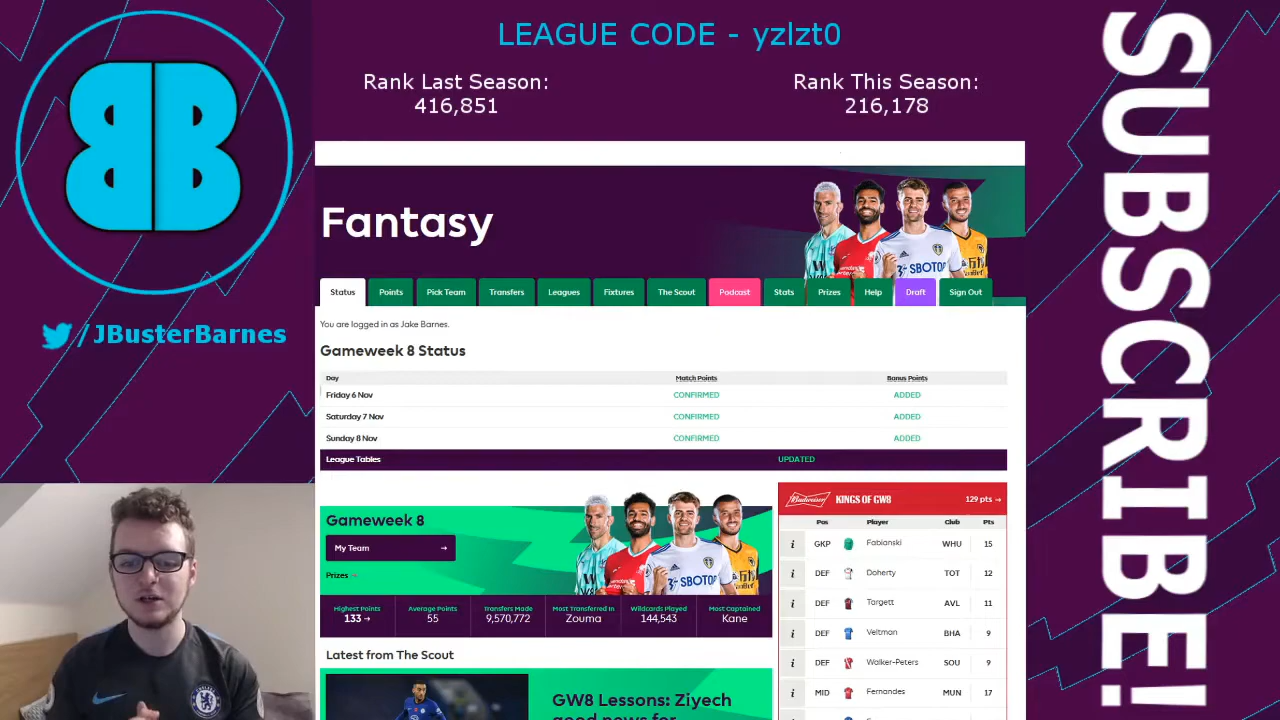 LEAGUE CODE - yzlzt0
Rank Last Season:
416,851
Rank This Season:
216,178
/JBusterBarnes
SUBSCRIBE!
Fantasy
Status Points Pick Team Transfers Leagues Fixtures The Scout Podcast Stats Prizes Help Draft Sign Out
You are logged in as Jake Barnes.
Gameweek 8 Status
Day Match Points Bonus Points
Friday 6 Nov CONFIRMED ADDED
Saturday 7 Nov CONFIRMED ADDED
Sunday 8 Nov CONFIRMED ADDED
League Tables UPDATED
Gameweek 8
My Team →
Prizes →
Highest Points Average Points Transfers Made Most Transferred In Wildcards Played Most Captained
133 → 55 9,570,772 Zouma 144,543 Kane
Latest from The Scout
GW8 Lessons: Ziyech
good news for
Budweiser KINGS OF GW8 129 pts →
Pos Player Club Pts
i GKP Fabianski WHU 15
i DEF Doherty TOT 12
i DEF Targett AVL 11
i DEF Veltman BHA 9
i DEF Walker-Peters SOU 9
i MID Fernandes MUN 17
SBOTOP
SBOTOP